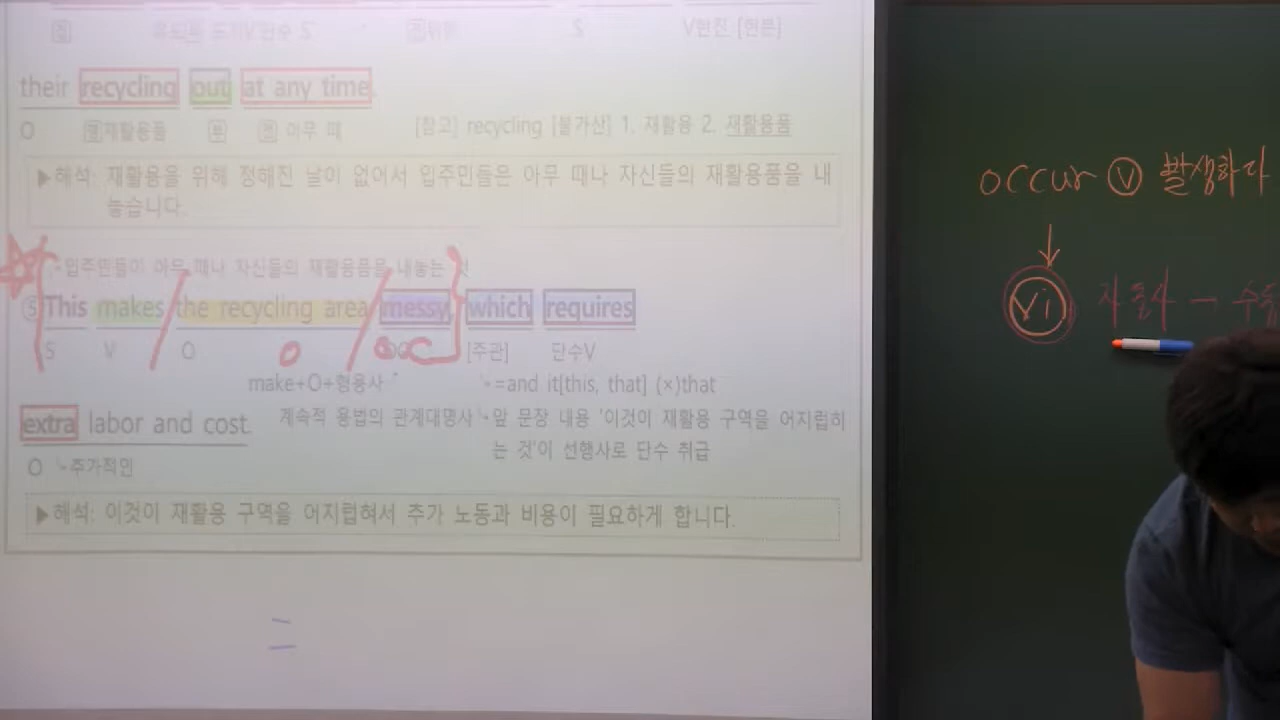 their recycling out at any time.
O 명 재활용품 부 전 아무 때 [참고] recycling [불가산] 1. 재활용 2. 재활용품
▶해석: 재활용을 위해 정해진 날이 없어서 입주민들은 아무 때나 자신들의 재활용품을 내
놓습니다.
입주민들이 아무 때나 자신들의 재활용품을 내놓는 것
⑤ This makes the recycling area messy, which requires
S V O O OC [주관] 단수V
make+O+형용사 =and it[this, that] (×)that
extra labor and cost. 계속적 용법의 관계대명사 앞 문장 내용 '이것이 재활용 구역을 어지럽히
는 것'이 선행사로 단수 취급
O 추가적인
▶해석: 이것이 재활용 구역을 어지럽혀서 추가 노동과 비용이 필요하게 합니다.
occur ⓥ 발생하다
↓
Vi 자동사 —